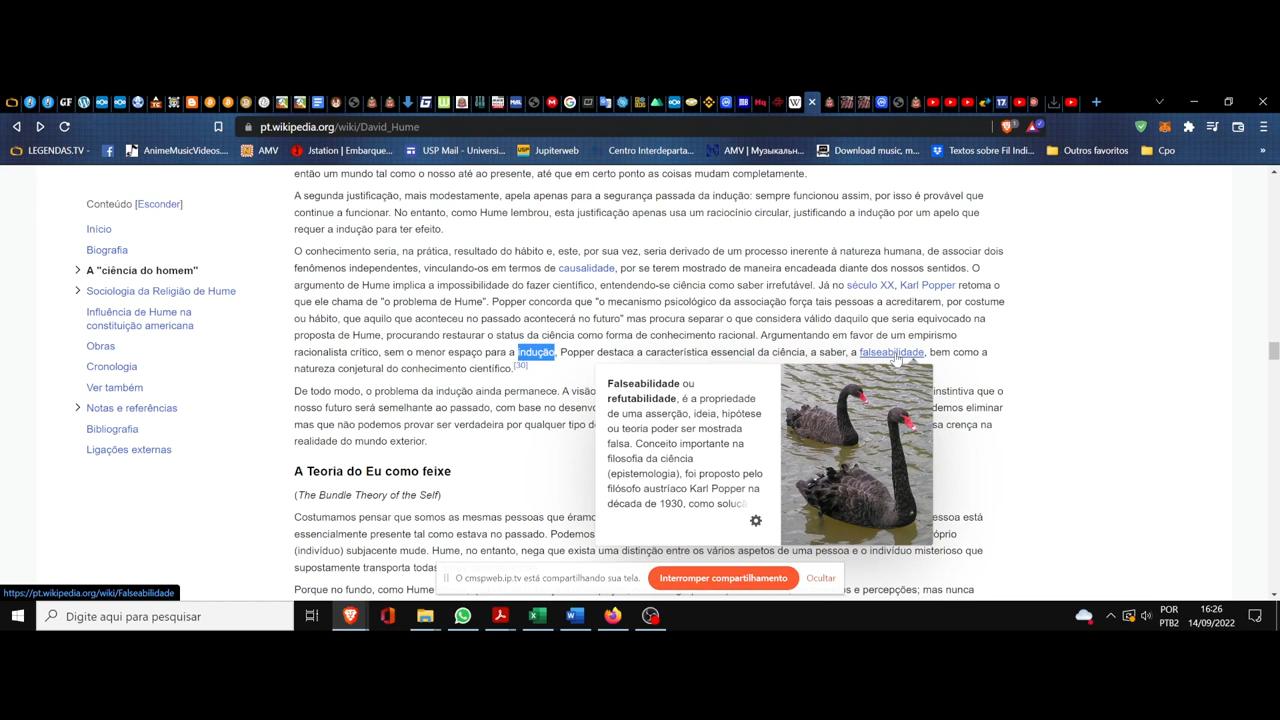 pt.wikipedia.org/wiki/David_Hume
LEGENDAS.TV -
AnimeMusicVideos...
AMV
Jstation | Embarque...
USP Mail - Universi...
Jupiterweb
Centro Interdeparta...
AMV | Музыкальн...
Download music, m...
Textos sobre Fil Indi...
Outros favoritos
Cpo
então um mundo tal como o nosso até ao presente, até que em certo ponto as coisas mudam completamente.
A segunda justificação, mais modestamente, apela apenas para a segurança passada da indução: sempre funcionou assim, por isso é provável que
continue a funcionar. No entanto, como Hume lembrou, esta justificação apenas usa um raciocínio circular, justificando a indução por um apelo que
requer a indução para ter efeito.
Conteúdo [Esconder]
Início
Biografia
A "ciência do homem"
Sociologia da Religião de Hume
Influência de Hume na
constituição americana
Obras
Cronologia
Ver também
Notas e referências
Bibliografia
Ligações externas
O conhecimento seria, na prática, resultado do hábito e, este, por sua vez, seria derivado de um processo inerente à natureza humana, de associar dois
fenômenos independentes, vinculando-os em termos de causalidade, por se terem mostrado de maneira encadeada diante dos nossos sentidos. O
argumento de Hume implica a impossibilidade do fazer científico, entendendo-se ciência como saber irrefutável. Já no século XX, Karl Popper retoma o
que ele chama de "o problema de Hume". Popper concorda que "o mecanismo psicológico da associação força tais pessoas a acreditarem, por costume
ou hábito, que aquilo que aconteceu no passado acontecerá no futuro" mas procura separar o que considera válido daquilo que seria equivocado na
proposta de Hume, procurando restaurar o status da ciência como forma de conhecimento racional. Argumentando em favor de um empirismo
racionalista crítico, sem o menor espaço para a indução. Popper destaca a característica essencial da ciência, a saber, a falseabilidade, bem como a
natureza conjetural do conhecimento científico.[30]
De todo modo, o problema da indução ainda permanece. A visão
instintiva que o
nosso futuro será semelhante ao passado, com base no desenvo
demos eliminar
mas que não podemos provar ser verdadeira por qualquer tipo de
sa crença na
realidade do mundo exterior.
Falseabilidade ou
refutabilidade, é a propriedade
de uma asserção, ideia, hipótese
ou teoria poder ser mostrada
falsa. Conceito importante na
filosofia da ciência
(epistemologia), foi proposto pelo
filósofo austríaco Karl Popper na
década de 1930, como soluçã
A Teoria do Eu como feixe
(The Bundle Theory of the Self)
Costumamos pensar que somos as mesmas pessoas que éramo
essoa está
essencialmente presente tal como estava no passado. Podemos
óprio
(indivíduo) subjacente mude. Hume, no entanto, nega que exista uma distinção entre os vários aspetos de uma pessoa e o indivíduo misterioso que
supostamente transporta todas
Porque no fundo, como Hume
s e percepções; mas nunca
O cmspweb.ip.tv está compartilhando sua tela.
Interromper compartilhamento
Ocultar
https://pt.wikipedia.org/wiki/Falseabilidade
Digite aqui para pesquisar
POR
PTB2
16:26
14/09/2022